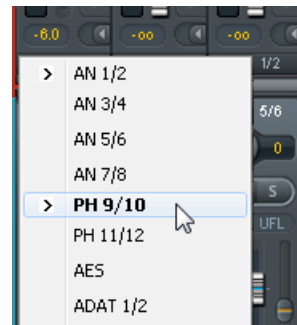 -6.0 -oo -oo
1/2
> AN 1/2
AN 3/4
5/6
AN 5/6
0
AN 7/8
S
> PH 9/10
UFL
PH 11/12
AES
ADAT 1/2